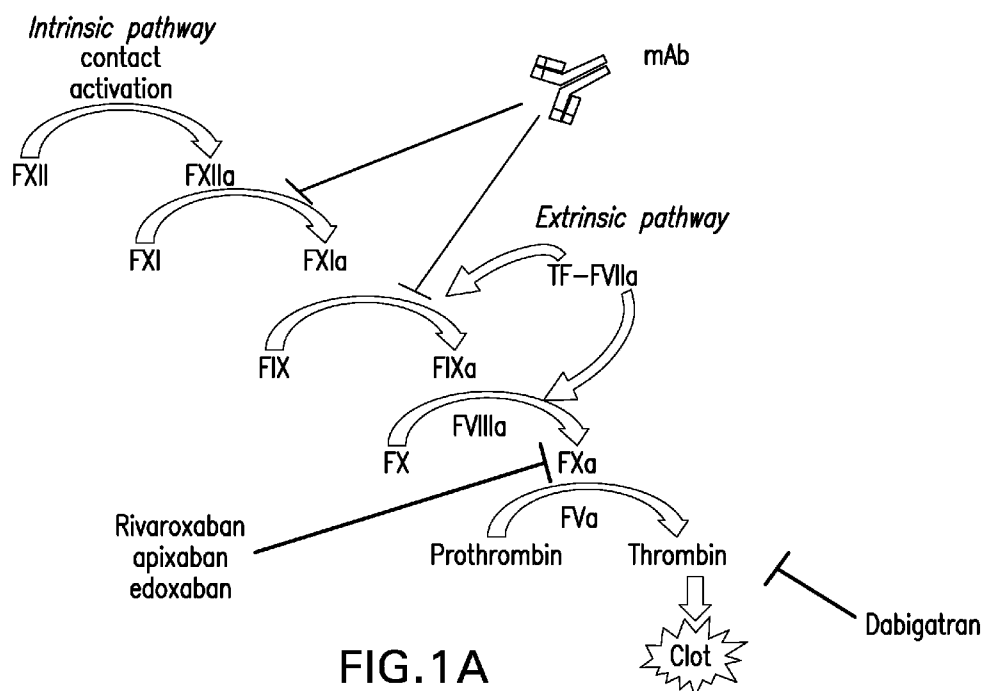 Intrinsic pathway
contact
activation
mAb
FXII
FXIIa
Extrinsic pathway
FXI
FXIa
TF–FVIIa
FIX
FIXa
FVIIIa
FX
FXa
Rivaroxaban
apixaban
edoxaban
FVa
Prothrombin
Thrombin
Dabigatran
Clot
FIG.1A